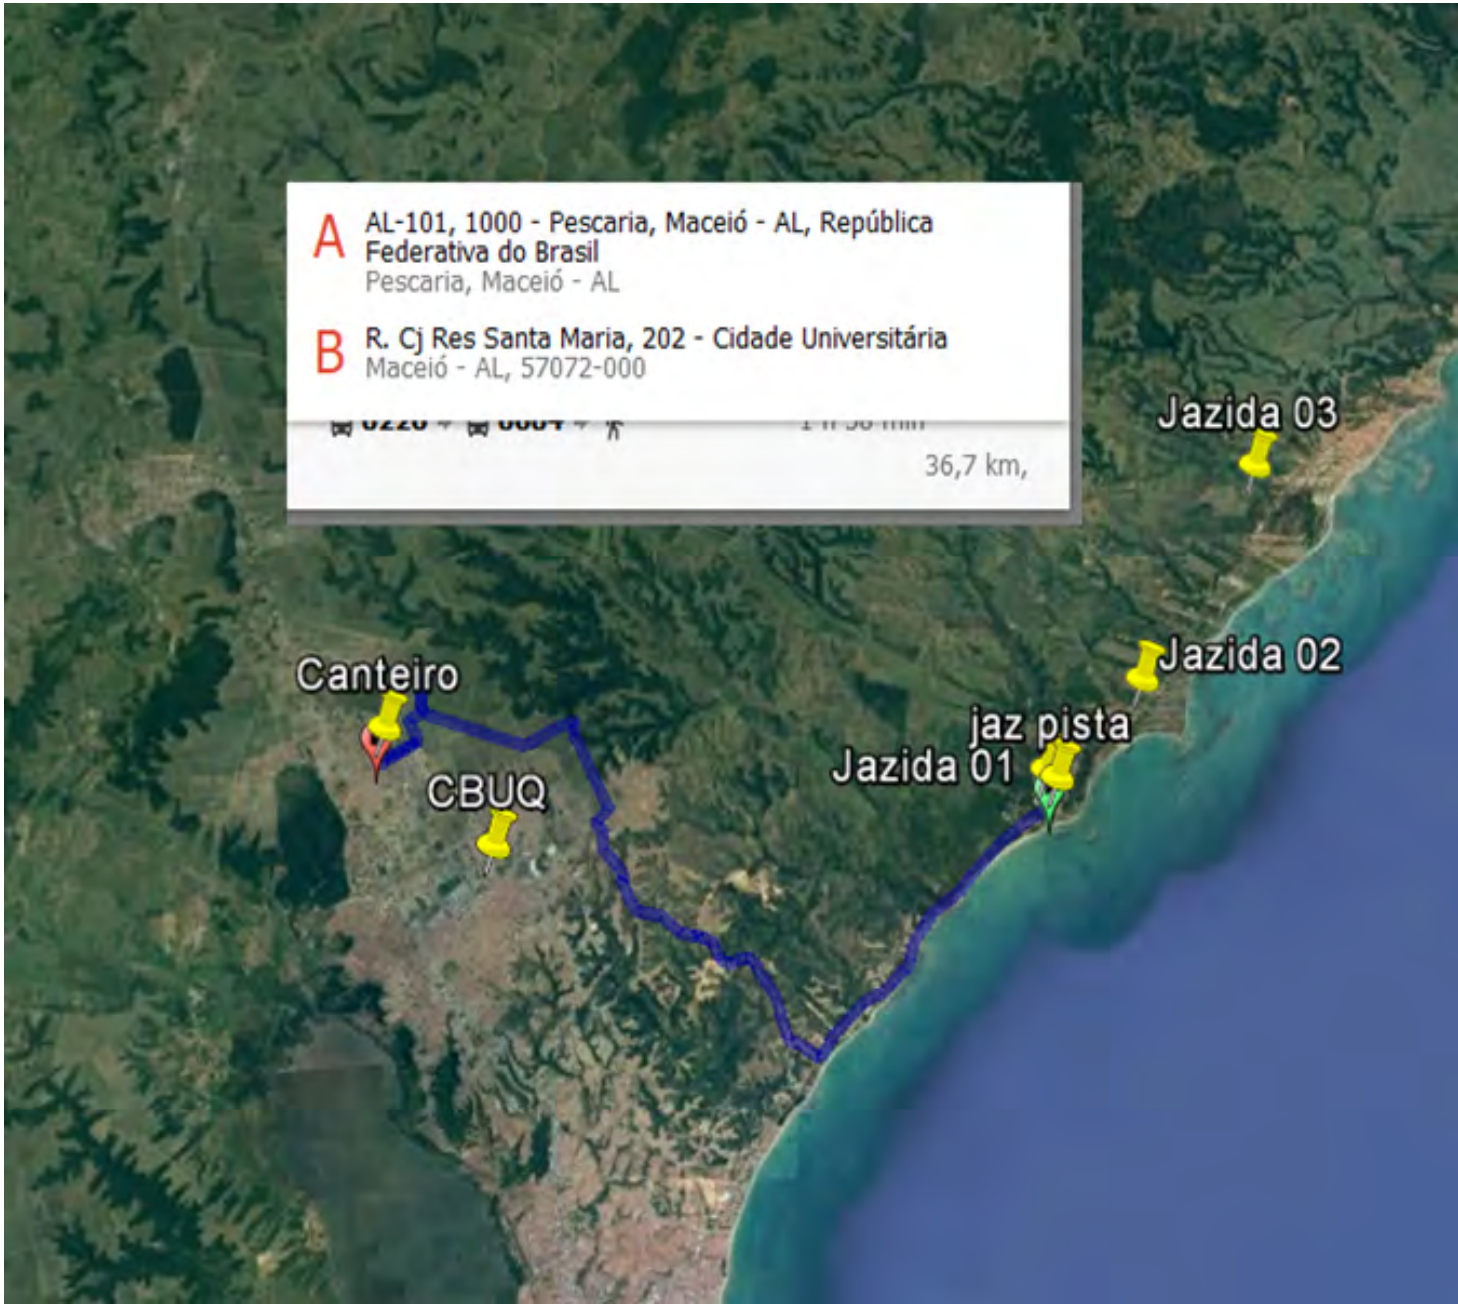 A
AL-101, 1000 - Pescaria, Maceió - AL, República
Federativa do Brasil
Pescaria, Maceió - AL
B
R. Cj Res Santa Maria, 202 - Cidade Universitária
Maceió - AL, 57072-000
36,7 km,
Jazida 03
Jazida 02
Canteiro
jaz pista
Jazida 01
CBUQ